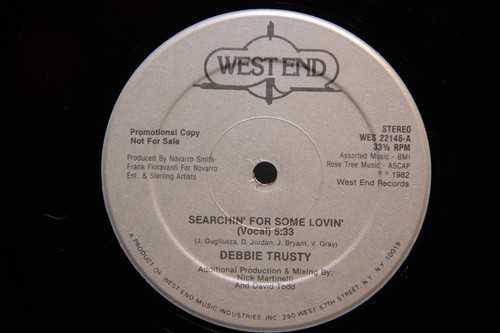 WEST END
Promotional Copy
Not For Sale
Produced By Novarro Smith-
Frank Fioravanti For Novarro
Ent. & Sterling Artists
STEREO
WES 22146-A
33⅓ RPM
Assorted Music - BMI
Rose Tree Music - ASCAP
℗ © 1982
West End Records
SEARCHIN' FOR SOME LOVIN'
(Vocal) 5:33
(J. Gugliuvza, D. Jordan, J. Bryant, V. Gray)
DEBBIE TRUSTY
Additional Production & Mixing By:
Nick Martinelli
And David Todd
A PRODUCT OF WEST END MUSIC INDUSTRIES, INC. 250 WEST 57TH STREET, N.Y., N.Y. 10019